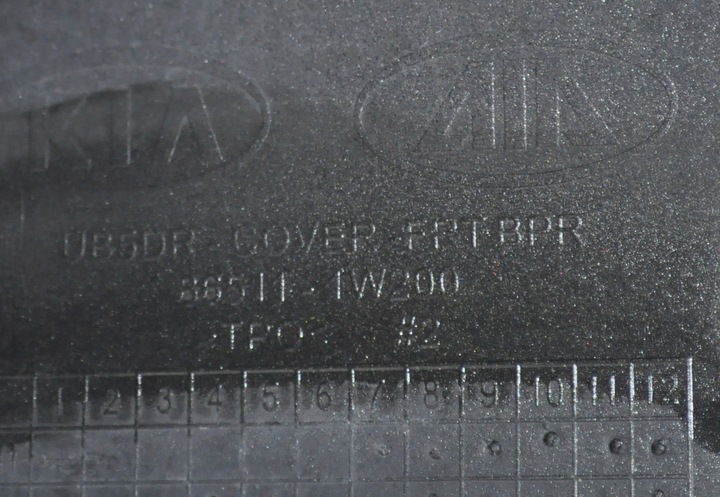 KIA
UB5DR COVER-FRT BPR
86511-1W200
>TPO< #2
1 2 3 4 5 6 7 8 9 10 11 12